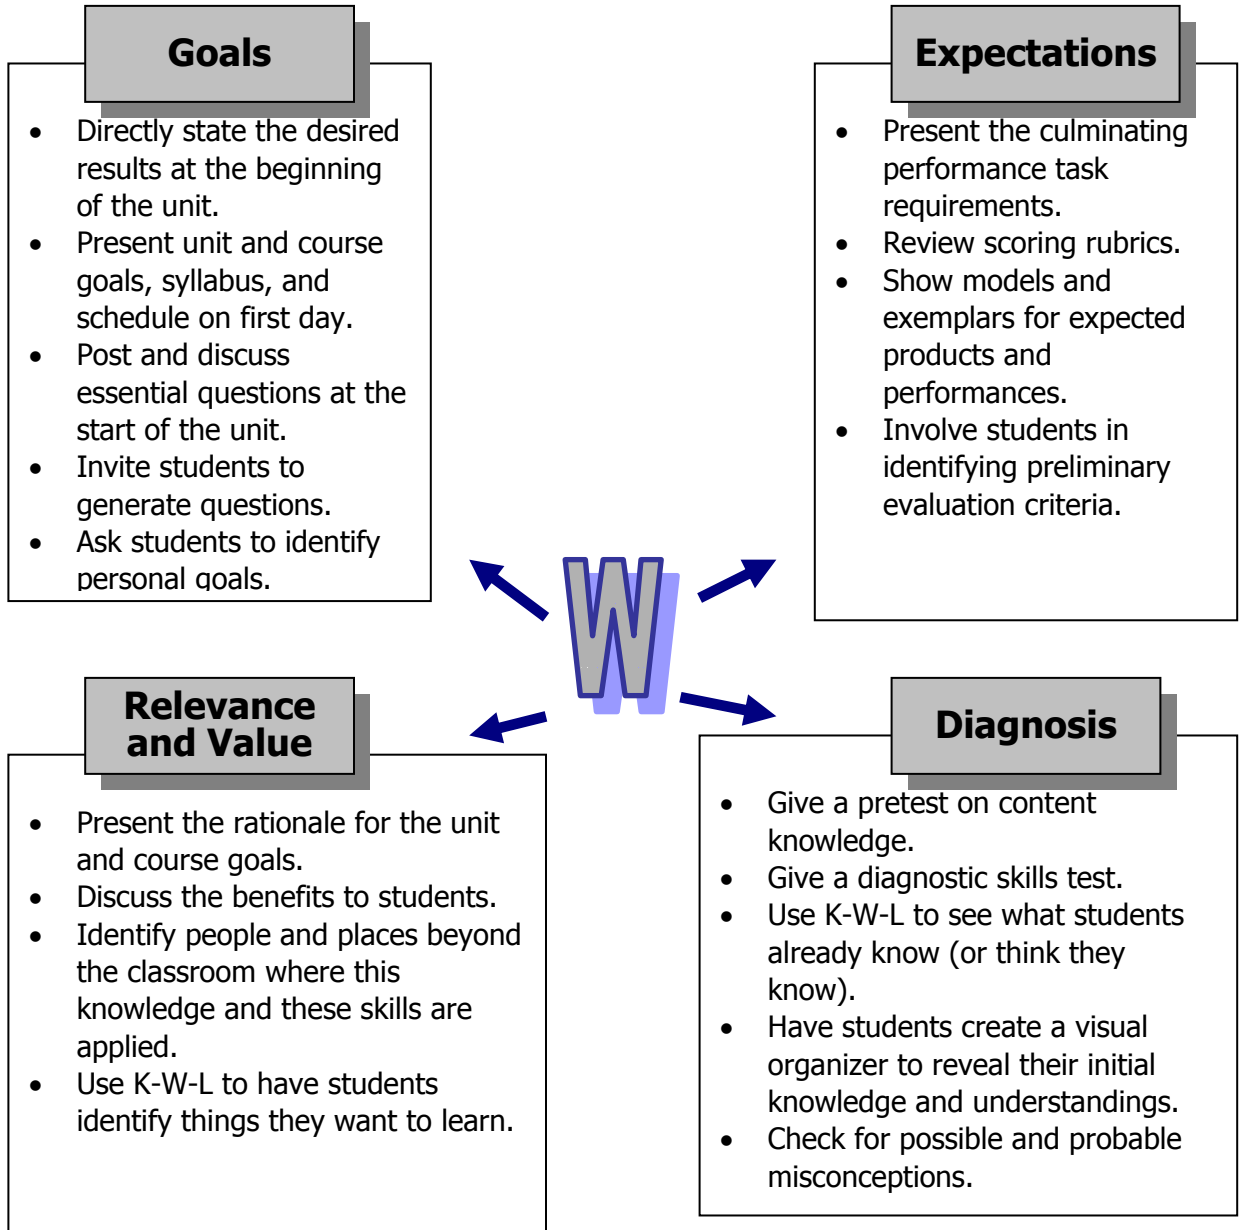 Goals
• Directly state the desired
results at the beginning
of the unit.
• Present unit and course
goals, syllabus, and
schedule on first day.
• Post and discuss
essential questions at the
start of the unit.
• Invite students to
generate questions.
• Ask students to identify
personal goals.
Expectations
• Present the culminating
performance task
requirements.
• Review scoring rubrics.
• Show models and
exemplars for expected
products and
performances.
• Involve students in
identifying preliminary
evaluation criteria.
W
Relevance
and Value
• Present the rationale for the unit
and course goals.
• Discuss the benefits to students.
• Identify people and places beyond
the classroom where this
knowledge and these skills are
applied.
• Use K-W-L to have students
identify things they want to learn.
Diagnosis
• Give a pretest on content
knowledge.
• Give a diagnostic skills test.
• Use K-W-L to see what students
already know (or think they
know).
• Have students create a visual
organizer to reveal their initial
knowledge and understandings.
• Check for possible and probable
misconceptions.